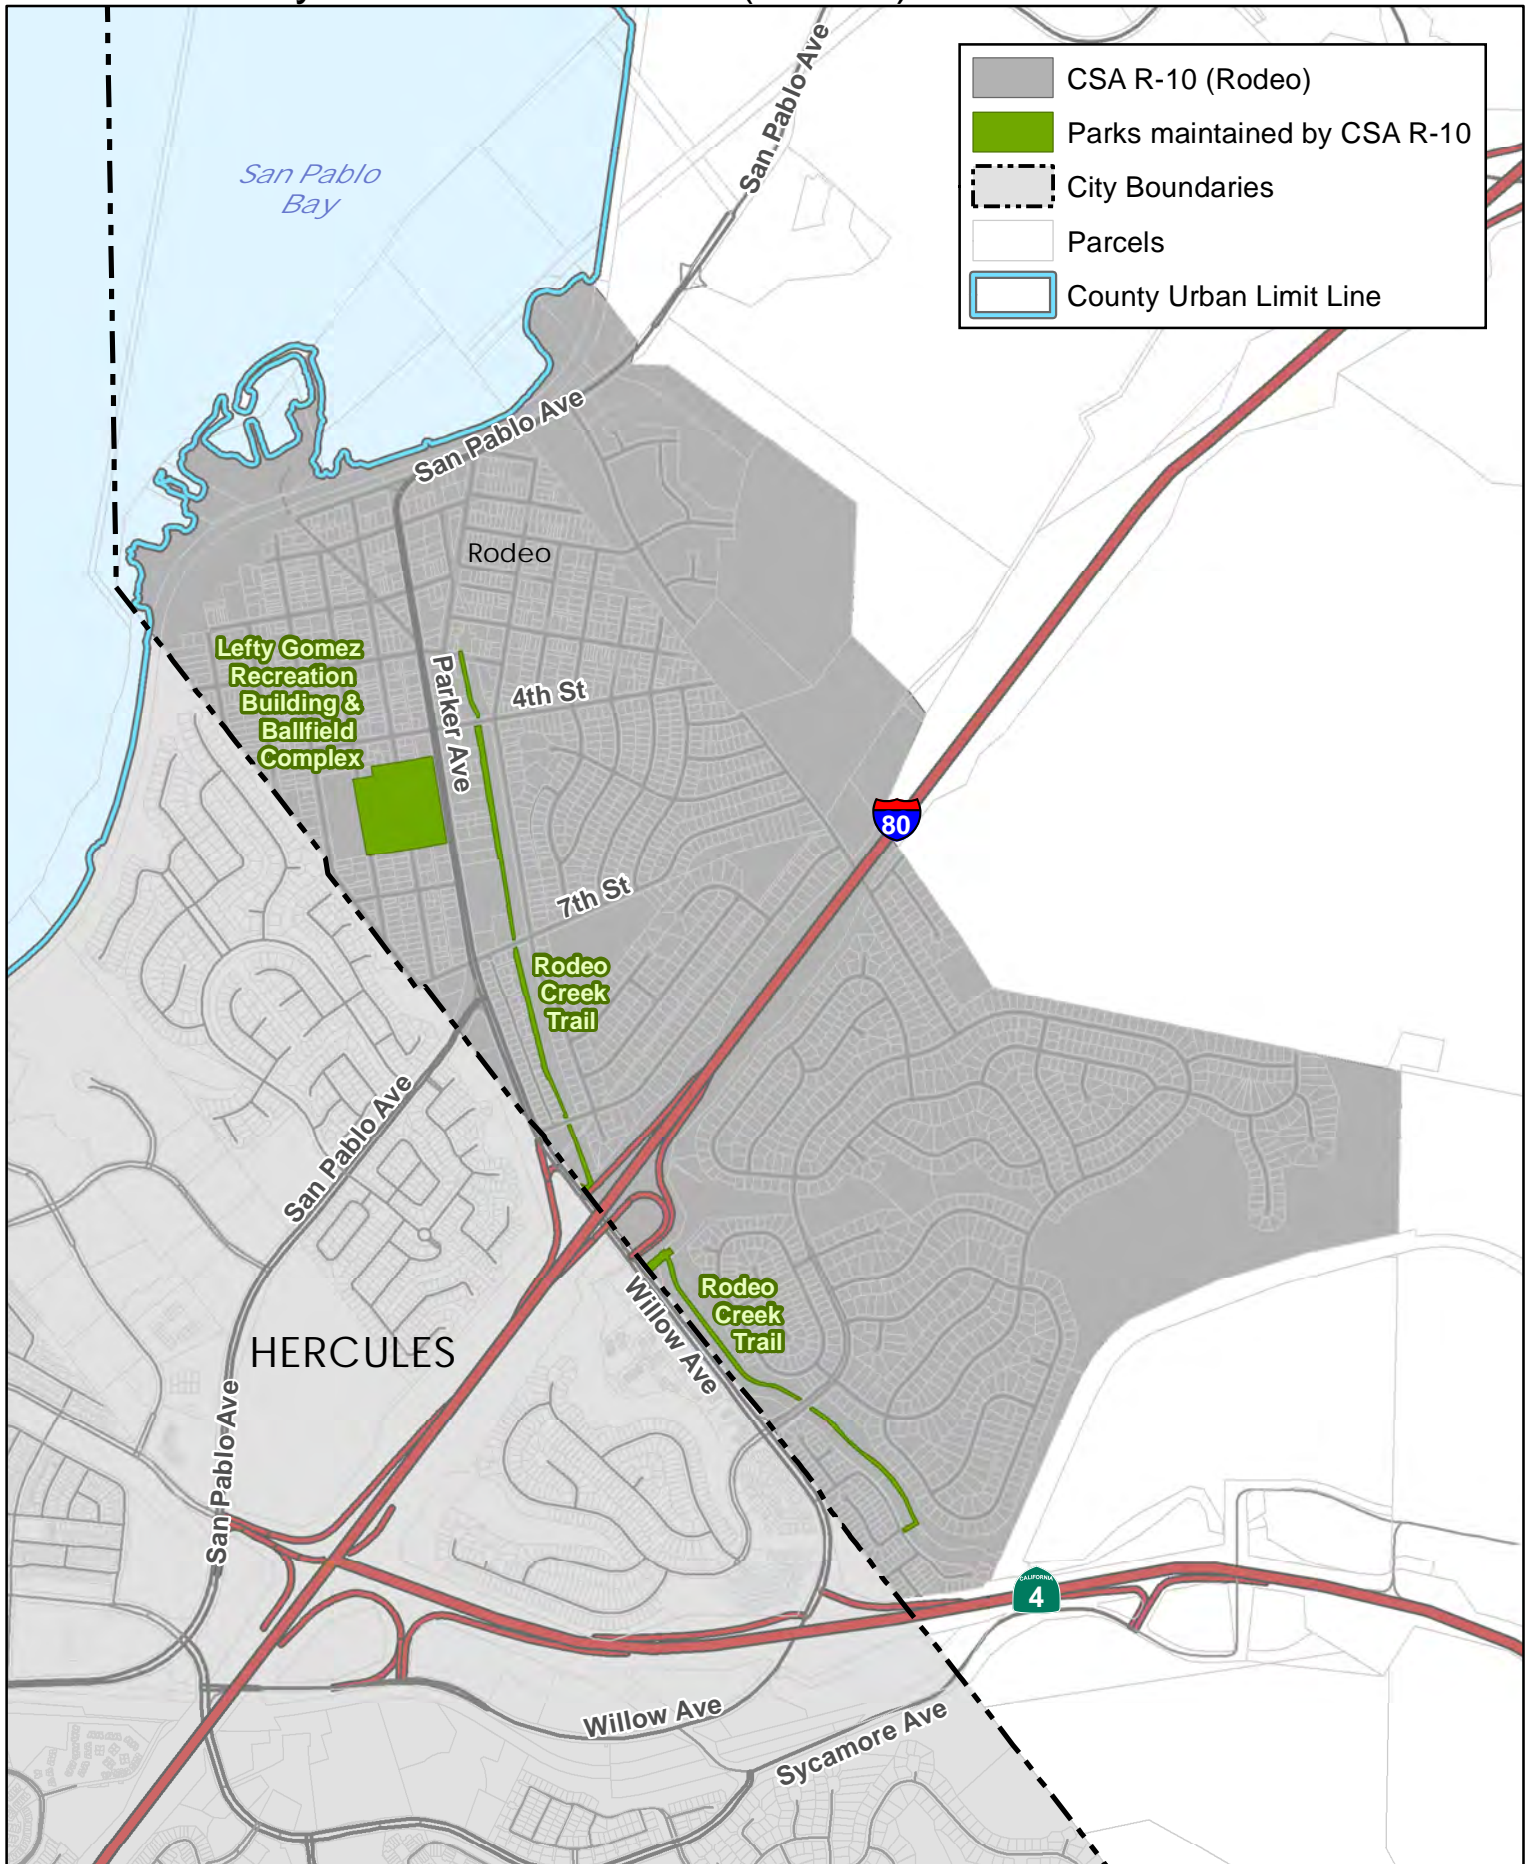 San Pablo Ave
CSA R-10 (Rodeo)
Parks maintained by CSA R-10
City Boundaries
Parcels
County Urban Limit Line
San Pablo
Bay
San Pablo Ave
Rodeo
Lefty Gomez
Recreation
Building &
Ballfield
Complex
Parker Ave
4th St
80
7th St
Rodeo
Creek
Trail
San Pablo Ave
Rodeo
Creek
Trail
Willow Ave
HERCULES
San Pablo Ave
CALIFORNIA
4
Willow Ave
Sycamore Ave